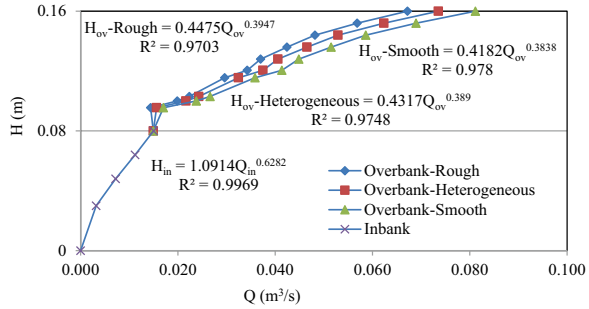 0.16
H_ov-Rough = 0.4475Q_ov^0.3947
R² = 0.9703
H_ov-Smooth = 0.4182Q_ov^0.3838
R² = 0.978
H_ov-Heterogeneous = 0.4317Q_ov^0.389
R² = 0.9748
H (m)
0.08
H_in = 1.0914Q_in^0.6282
R² = 0.9969
Overbank-Rough
Overbank-Heterogeneous
Overbank-Smooth
Inbank
0
0.000 0.020 0.040 0.060 0.080 0.100
Q (m³/s)